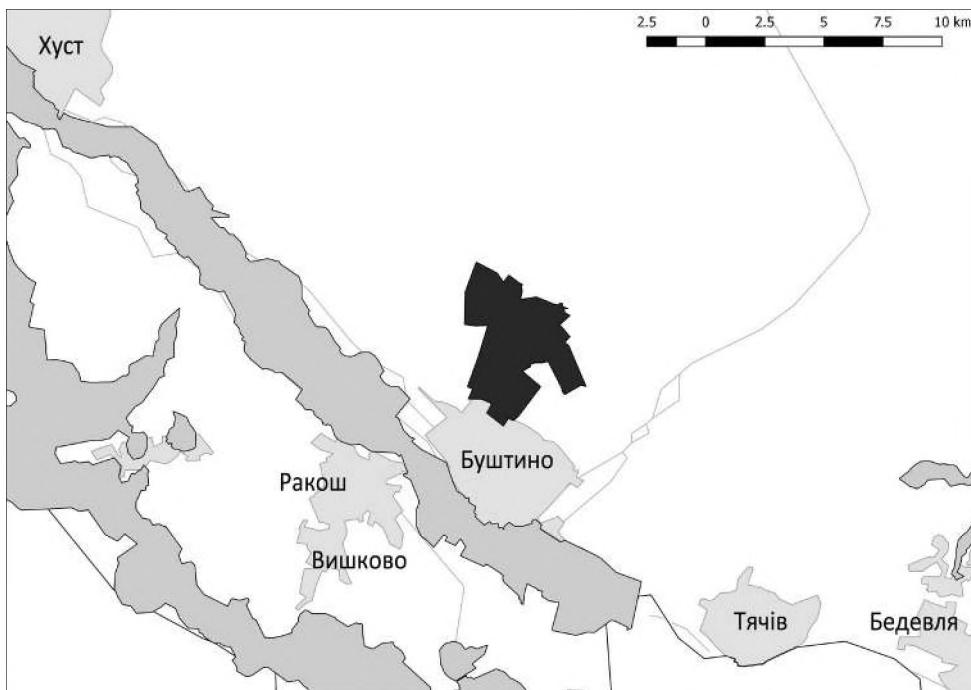 Хуст
2.5 0 2.5 5 7.5 10 km
Буштино
Ракош
Вишково
Тячів
Бедевля